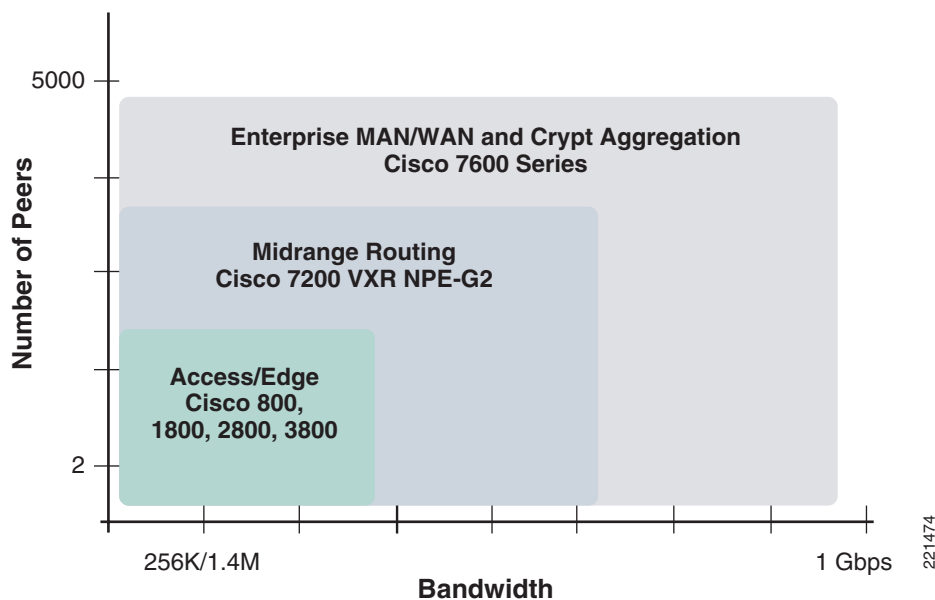 5000
Enterprise MAN/WAN and Crypt Aggregation
Cisco 7600 Series
Number of Peers
Midrange Routing
Cisco 7200 VXR NPE-G2
Access/Edge
Cisco 800,
1800, 2800, 3800
2
256K/1.4M
1 Gbps
Bandwidth
221474